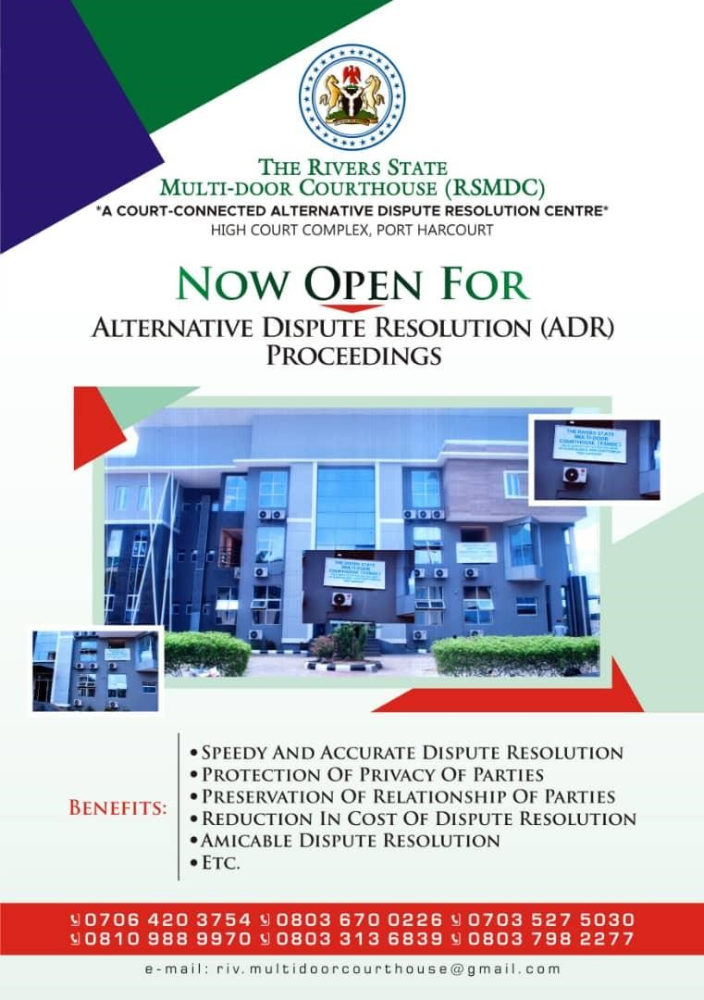 THE RIVERS STATE
MULTI-DOOR COURTHOUSE (RSMDC)
*A COURT-CONNECTED ALTERNATIVE DISPUTE RESOLUTION CENTRE*
HIGH COURT COMPLEX, PORT HARCOURT
NOW OPEN FOR
ALTERNATIVE DISPUTE RESOLUTION (ADR)
PROCEEDINGS
THE RIVERS STATE
MULTI-DOOR
COURTHOUSE (RSMDC)
THE RIVERS STATE
MULTI-DOOR
COURTHOUSE (RSMDC)
BENEFITS:
• SPEEDY AND ACCURATE DISPUTE RESOLUTION
• PROTECTION OF PRIVACY OF PARTIES
• PRESERVATION OF RELATIONSHIP OF PARTIES
• REDUCTION IN COST OF DISPUTE RESOLUTION
• AMICABLE DISPUTE RESOLUTION
• ETC.
0706 420 3754 0803 670 0226 0703 527 5030
0810 988 9970 0803 313 6839 0803 798 2277
e-mail: riv.multidoorcourthouse@gmail.com